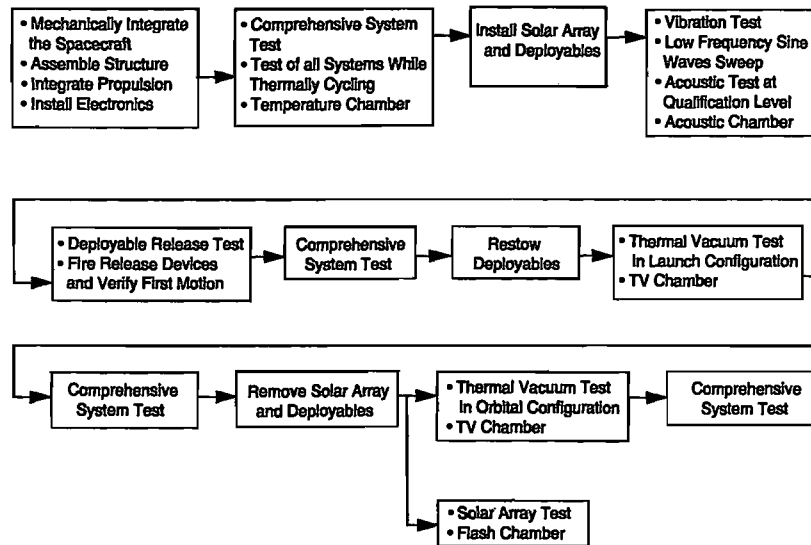 • Mechanically Integrate
the Spacecraft
• Assemble Structure
• Integrate Propulsion
• Install Electronics
• Comprehensive System
Test
• Test of all Systems While
Thermally Cycling
• Temperature Chamber
Install Solar Array
and Deployables
• Vibration Test
• Low Frequency Sine
Waves Sweep
• Acoustic Test at
Qualification Level
• Acoustic Chamber
• Deployable Release Test
• Fire Release Devices
and Verify First Motion
Comprehensive
System Test
Restow
Deployables
• Thermal Vacuum Test
In Launch Configuration
• TV Chamber
Comprehensive
System Test
Remove Solar Array
and Deployables
• Thermal Vacuum Test
In Orbital Configuration
• TV Chamber
Comprehensive
System Test
• Solar Array Test
• Flash Chamber